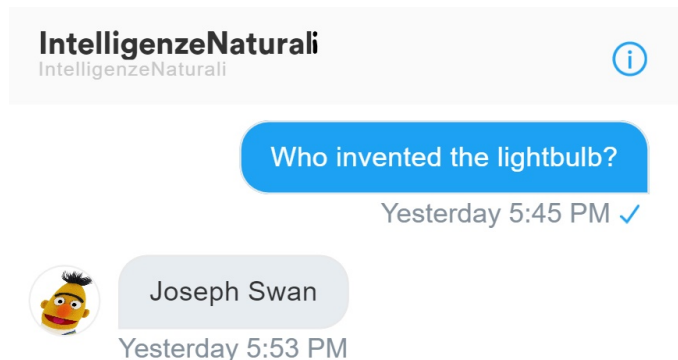 IntelligenzeNaturali
IntelligenzeNaturali
Who invented the lightbulb?
Yesterday 5:45 PM ✓
Joseph Swan
Yesterday 5:53 PM